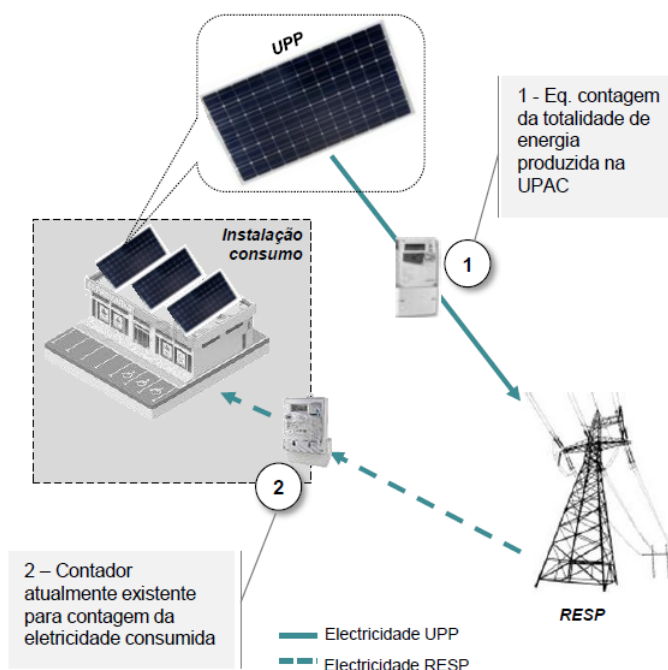 UPP
1 - Eq. contagem
da totalidade de
energia
produzida na
UPAC
Instalação
consumo
1
2
2 – Contador
atualmente existente
para contagem da
eletricidade consumida
RESP
Electricidade UPP
Electricidade RESP